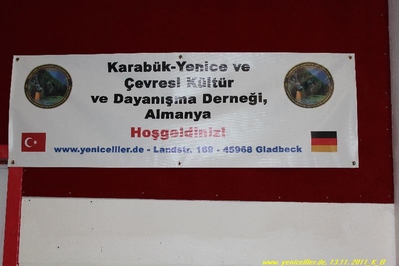 Karabük-Yenice ve
Çevresi Kültür
ve Dayanışma Derneği,
Almanya
Hoşgeldiniz!
www.yeniceliler.de - Landstr. 169 - 45968 Gladbeck
www.yeniceliler.de, 13.11.2011 K_B